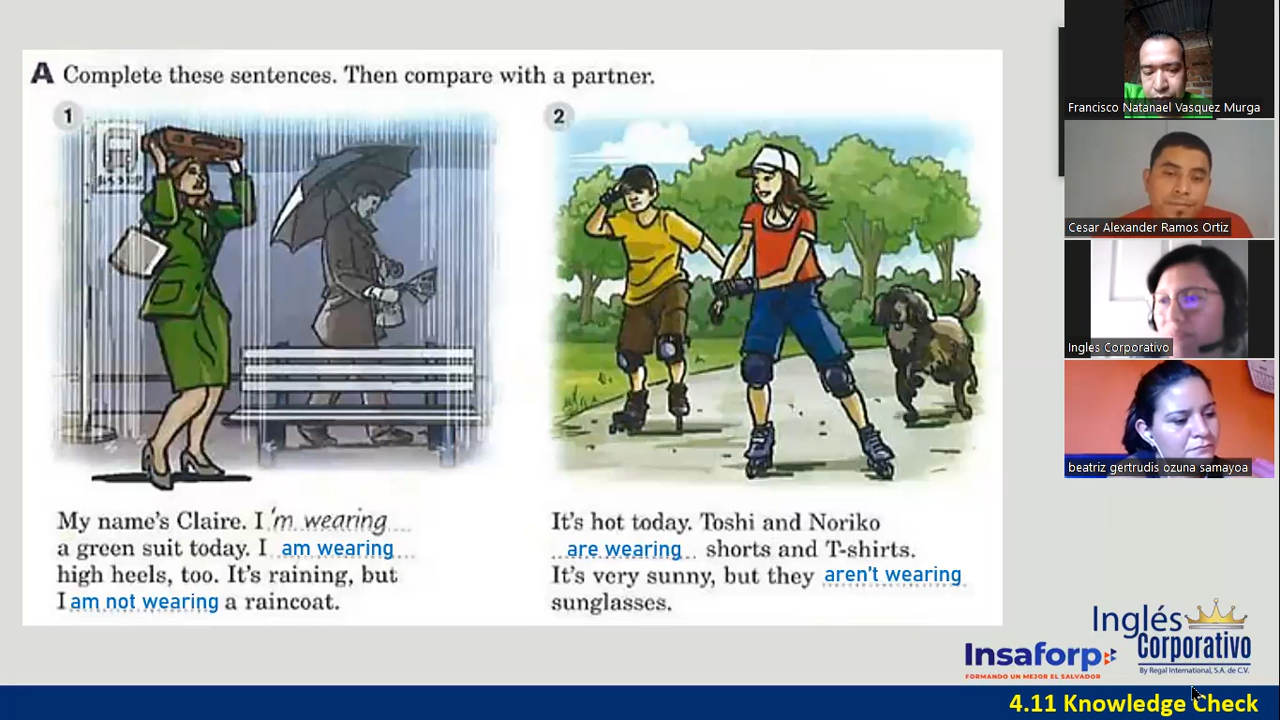 A Complete these sentences. Then compare with a partner.
1
2
My name's Claire. I 'm wearing
a green suit today. I am wearing
high heels, too. It's raining, but
I am not wearing a raincoat.
It's hot today. Toshi and Noriko
are wearing shorts and T-shirts.
It's very sunny, but they aren't wearing
sunglasses.
Francisco Natanael Vasquez Murga
Cesar Alexander Ramos Ortiz
Ingles Corporativo
beatriz gertrudis ozuna samayoa
Insaforp
FORMANDO UN MEJOR EL SALVADOR
Inglés
Corporativo
By Regal International, S.A. de C.V.
4.11 Knowledge Check